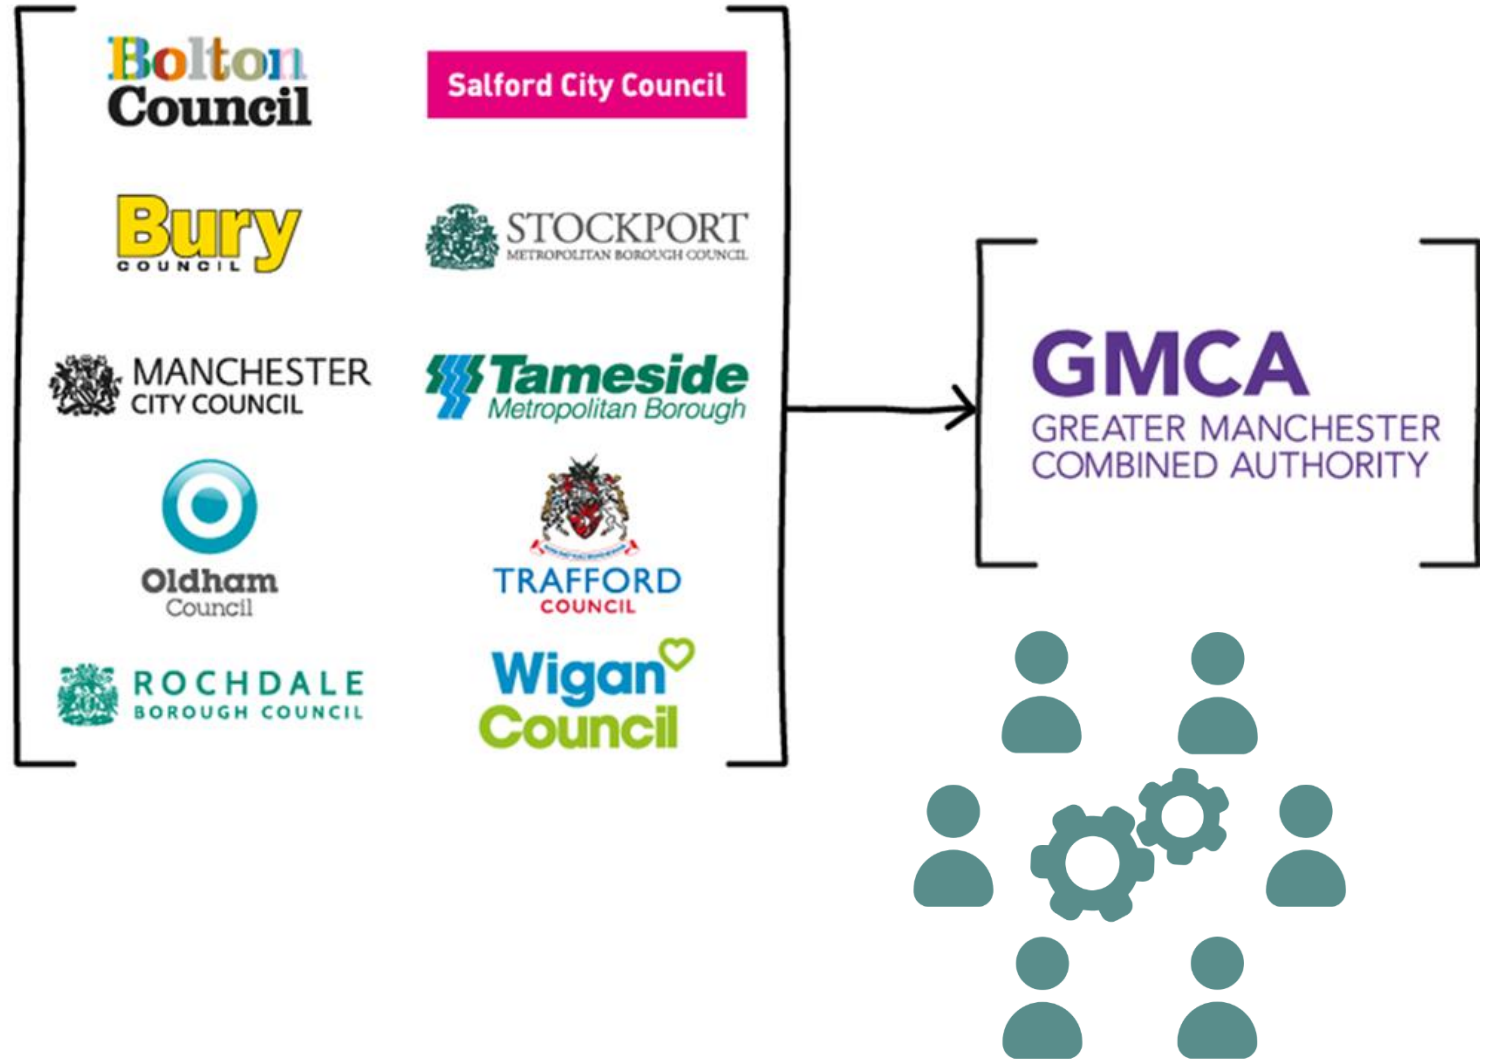 Bolton
Council
Salford City Council
Bury
COUNCIL
STOCKPORT
METROPOLITAN BOROUGH COUNCIL
MANCHESTER
CITY COUNCIL
Tameside
Metropolitan Borough
Oldham
Council
TRAFFORD
COUNCIL
ROCHDALE
BOROUGH COUNCIL
Wigan
Council
GMCA
GREATER MANCHESTER
COMBINED AUTHORITY